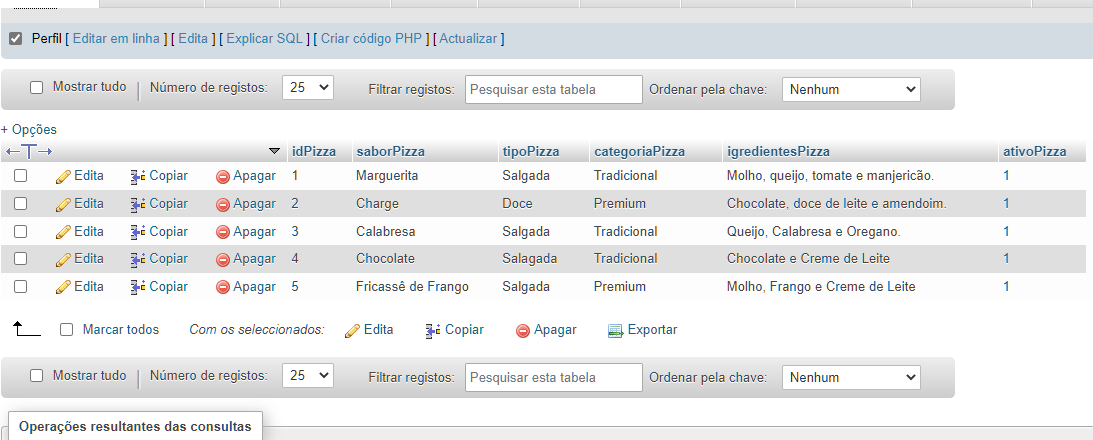 Perfil [ Editar em linha ] [ Edita ] [ Explicar SQL ] [ Criar código PHP ] [ Actualizar ]
Mostrar tudo Número de registos: 25 Filtrar registos: Pesquisar esta tabela Ordenar pela chave: Nenhum
+ Opções
←T→ idPizza saborPizza tipoPizza categoriaPizza igredientesPizza ativoPizza
Edita Copiar Apagar 1 Marguerita Salgada Tradicional Molho, queijo, tomate e manjericão. 1
Edita Copiar Apagar 2 Charge Doce Premium Chocolate, doce de leite e amendoim. 1
Edita Copiar Apagar 3 Calabresa Salgada Tradicional Queijo, Calabresa e Oregano. 1
Edita Copiar Apagar 4 Chocolate Salagada Tradicional Chocolate e Creme de Leite 1
Edita Copiar Apagar 5 Fricassê de Frango Salgada Premium Molho, Frango e Creme de Leite 1
Marcar todos Com os seleccionados: Edita Copiar Apagar Exportar
Mostrar tudo Número de registos: 25 Filtrar registos: Pesquisar esta tabela Ordenar pela chave: Nenhum
Operações resultantes das consultas